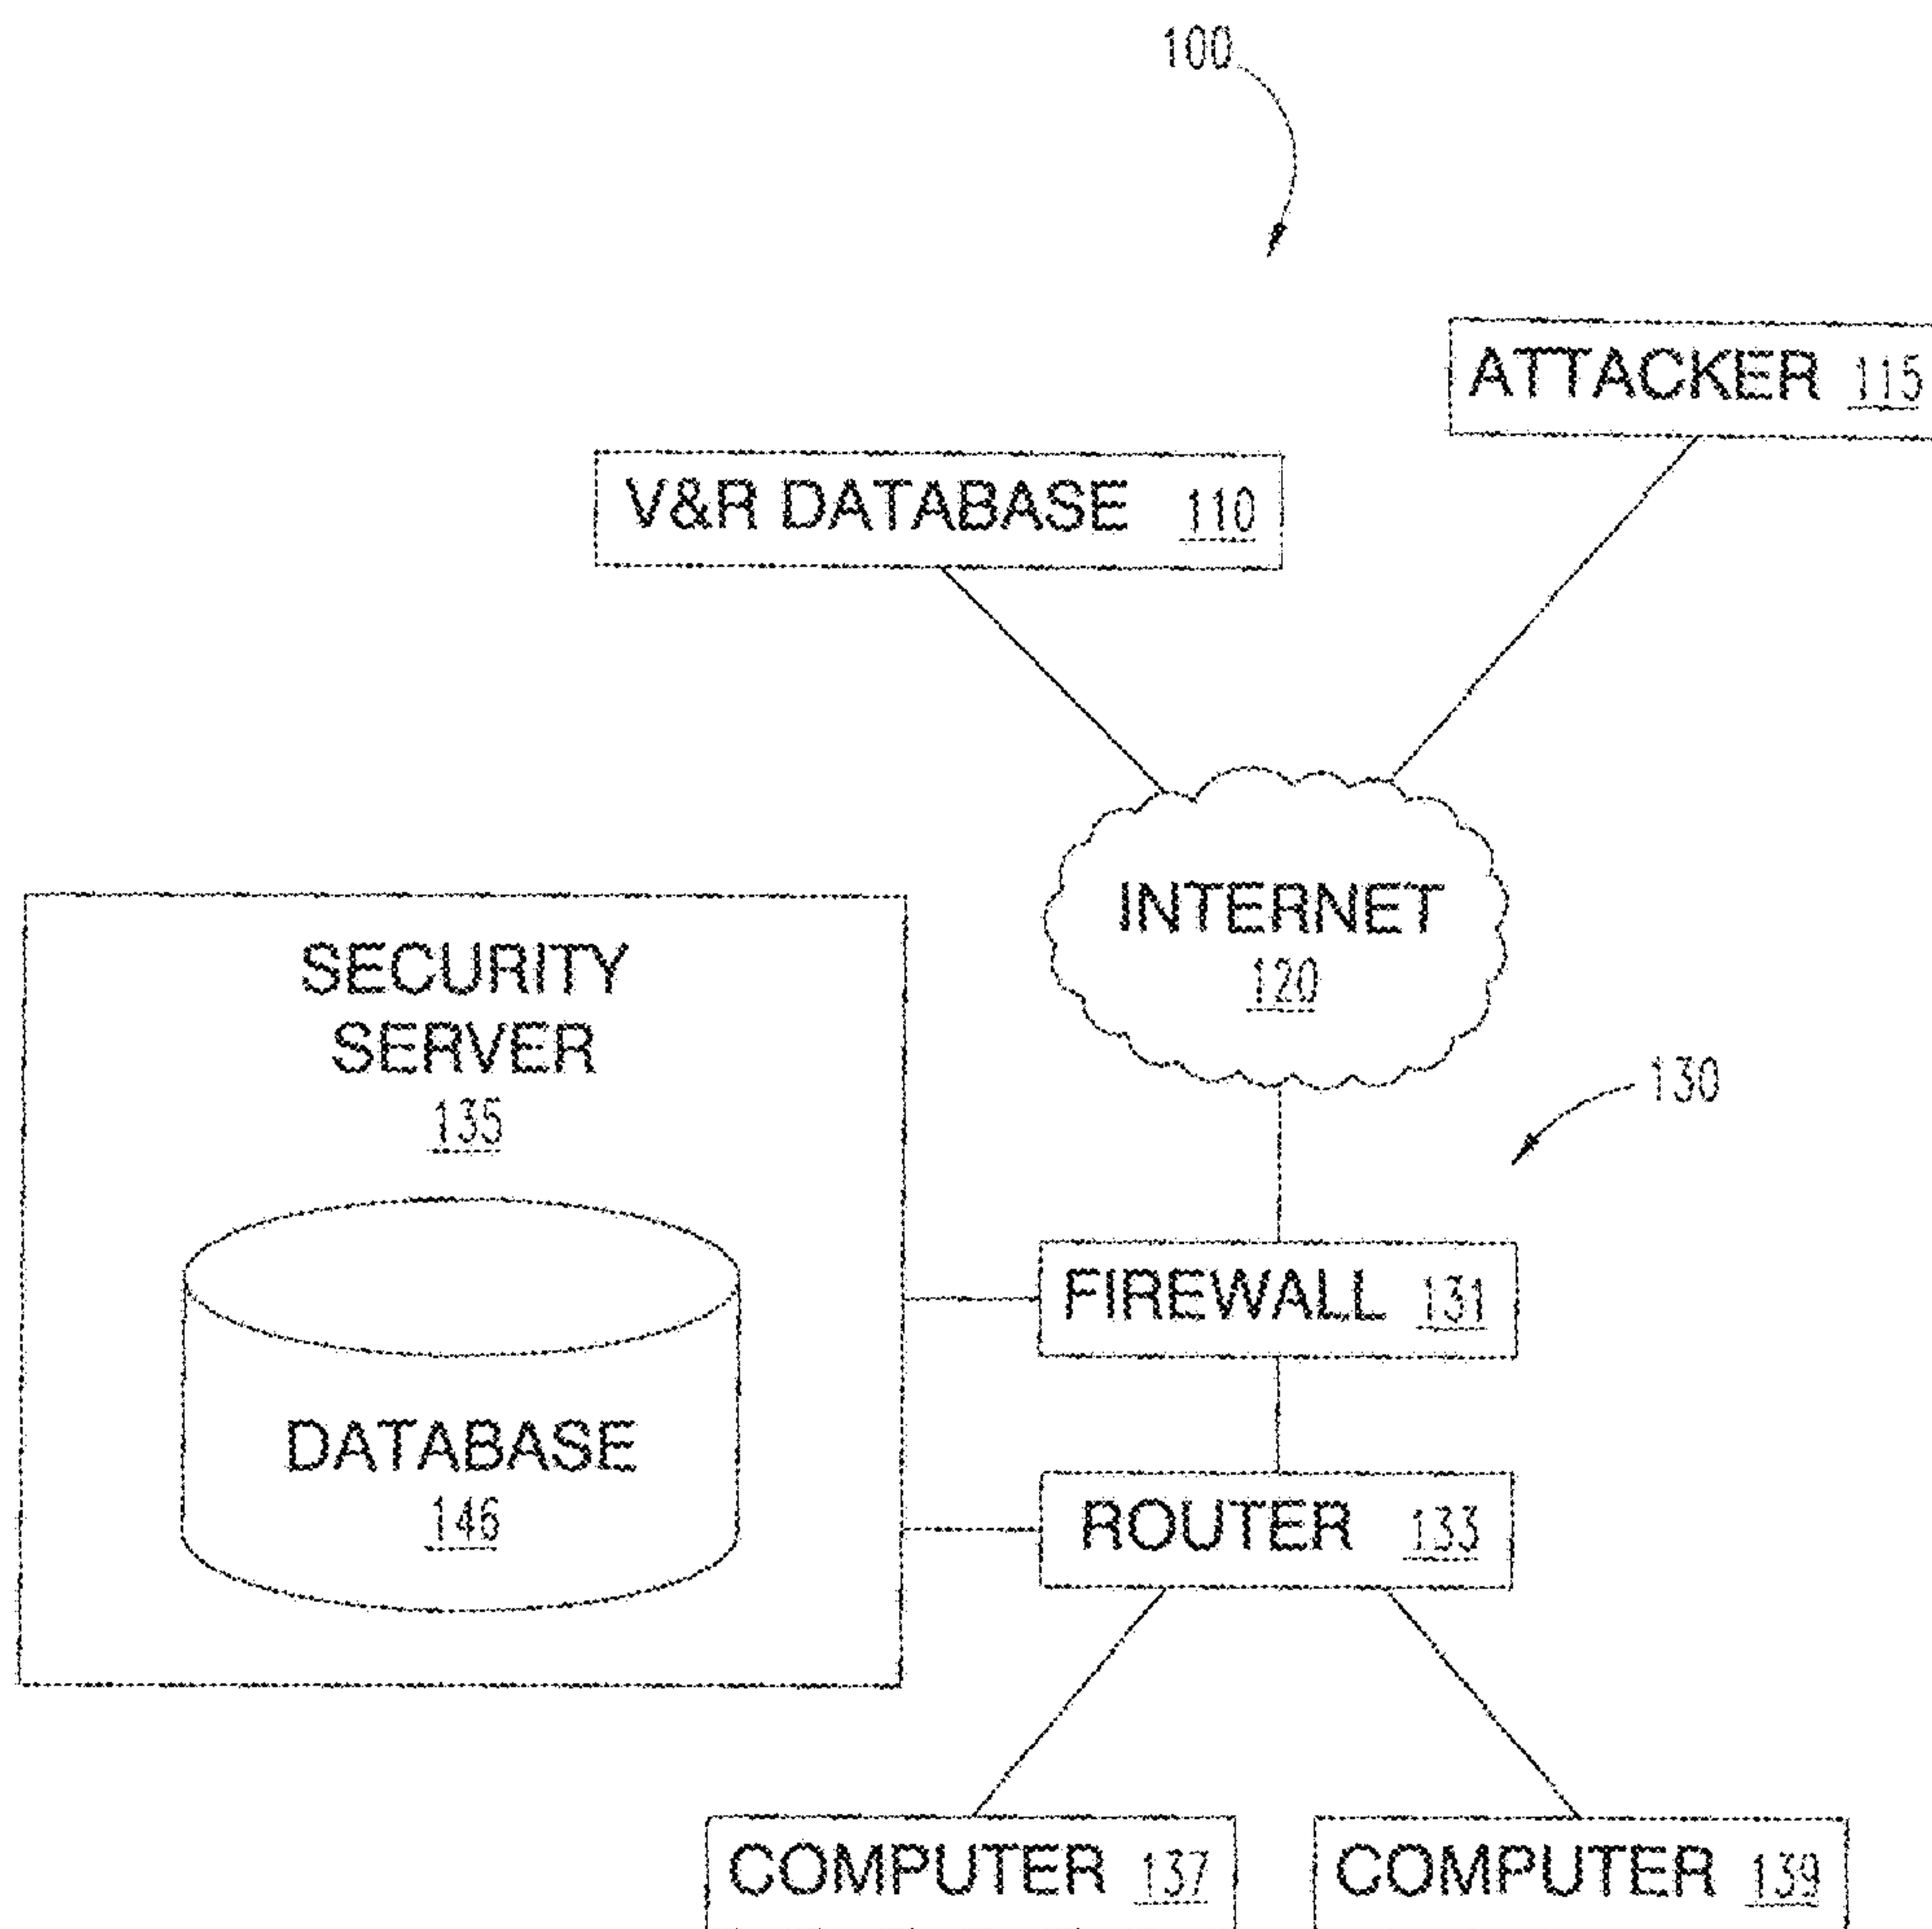 100
ATTACKER 115
V&R DATABASE 110
INTERNET
120
SECURITY
SERVER
135
130
FIREWALL 131
DATABASE
146
ROUTER 133
COMPUTER 137
COMPUTER 139